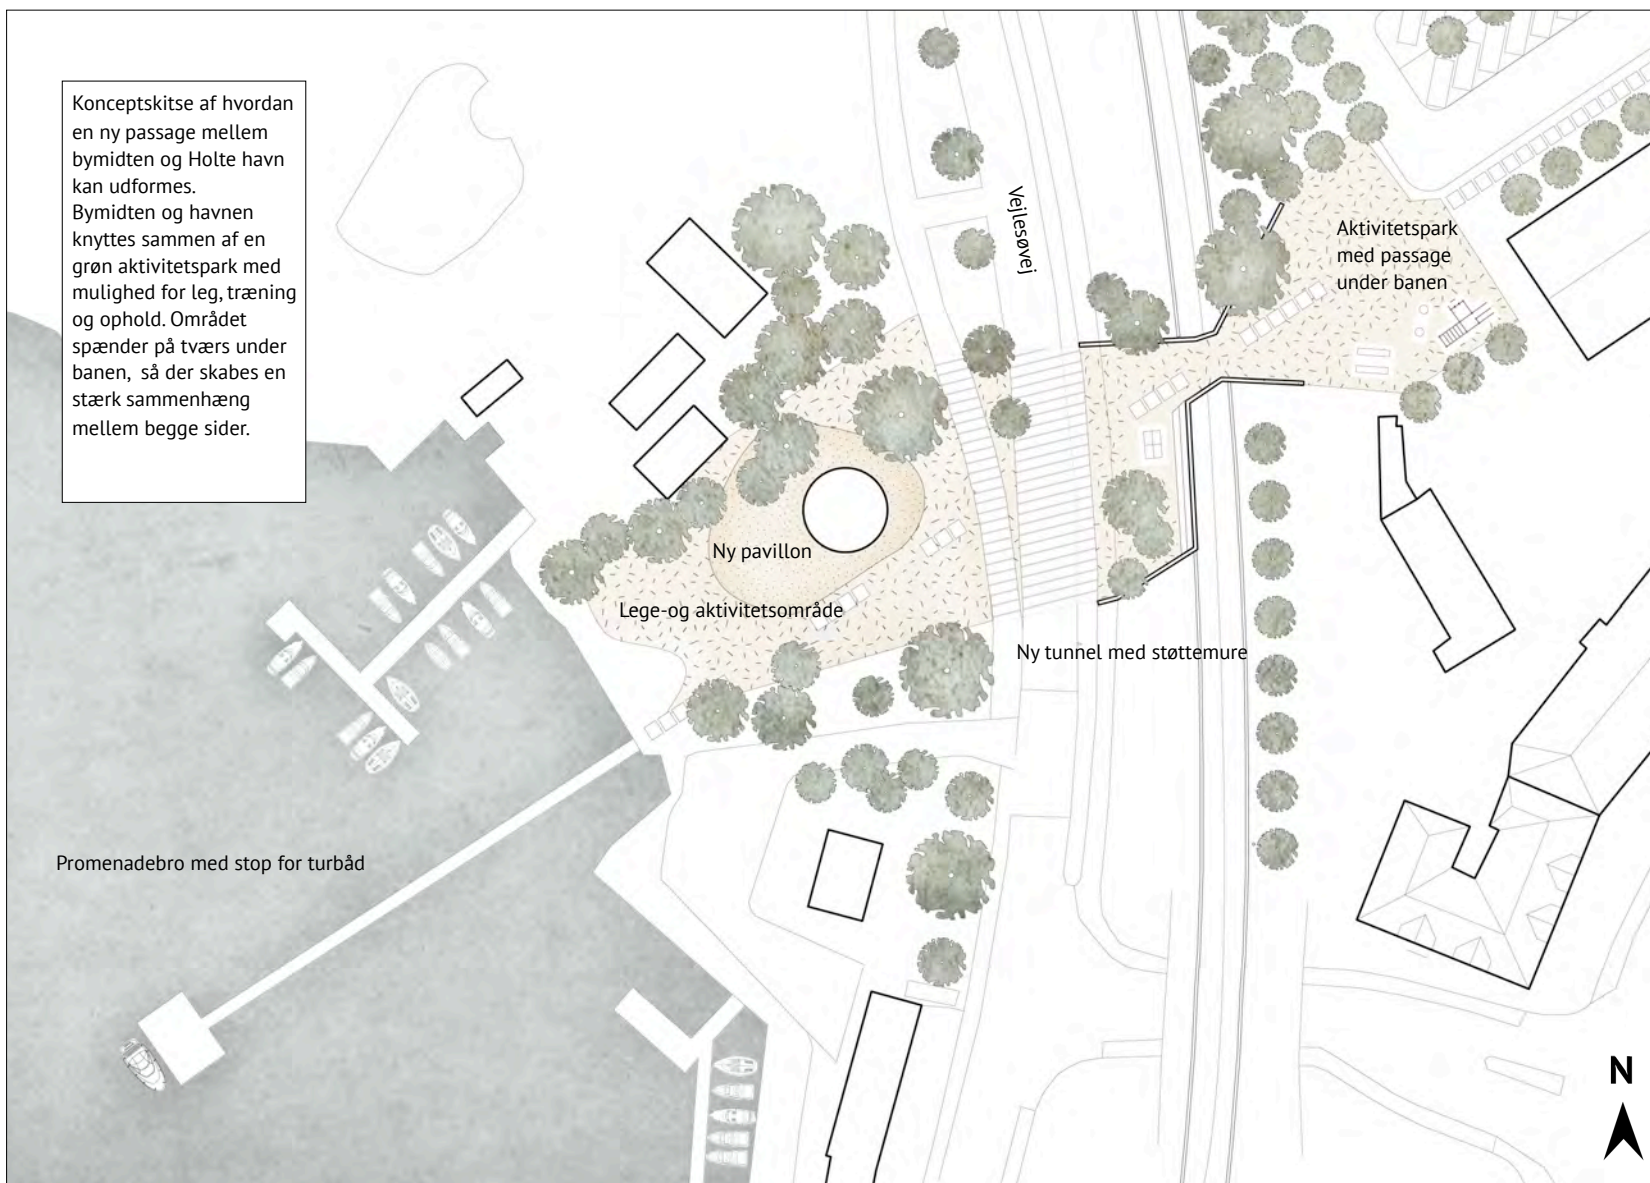 Konceptskitse af hvordan
en ny passage mellem
bymidten og Holte havn
kan udformes.
Bymidten og havnen
knyttes sammen af en
grøn aktivitetspark med
mulighed for leg, træning
og ophold. Området
spænder på tværs under
banen, så der skabes en
stærk sammenhæng
mellem begge sider.
Vejlesøvej
Aktivitetspark
med passage
under banen
Ny pavillon
Lege-og aktivitetsområde
Ny tunnel med støttemure
Promenadebro med stop for turbåd
N